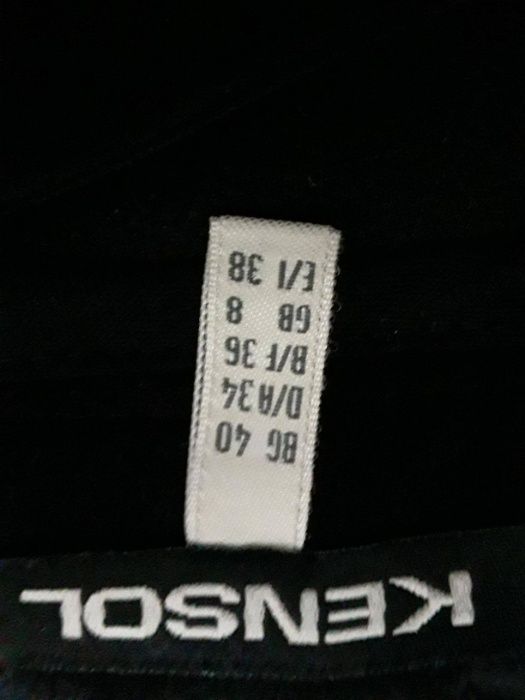 KENSOL
BG 40
D/A 34
B/F 36
GB 8
E/I 38